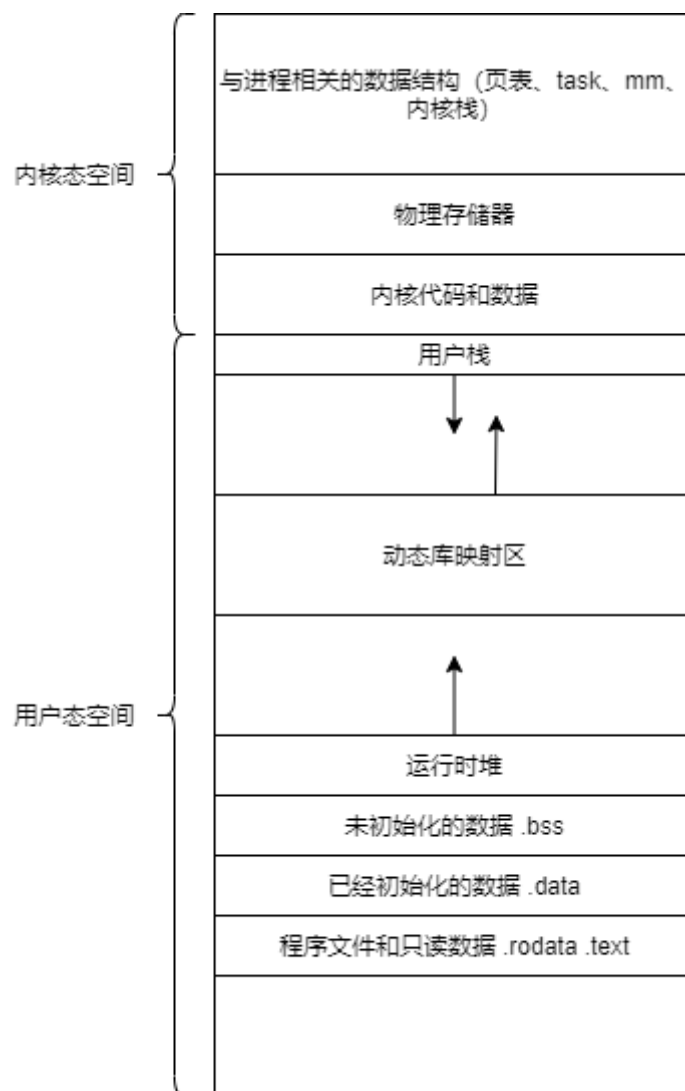 与进程相关的数据结构（页表、task、mm、
内核栈）
内核态空间
物理存储器
内核代码和数据
用户栈
动态库映射区
用户态空间
运行时堆
未初始化的数据 .bss
已经初始化的数据 .data
程序文件和只读数据 .rodata .text